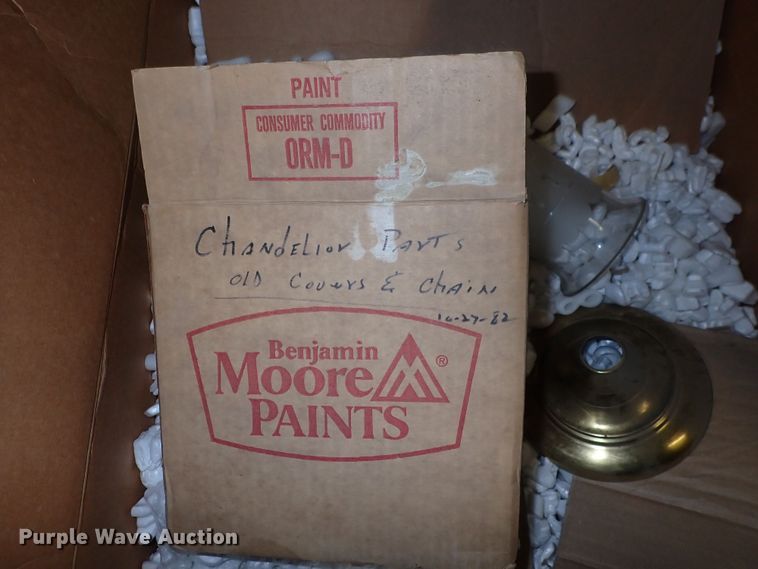 PAINT
CONSUMER COMMODITY
ORM-D
Chandelior Parts
old Covers & Chain
10-27-82
Benjamin
Moore ®
PAINTS
Purple Wave Auction